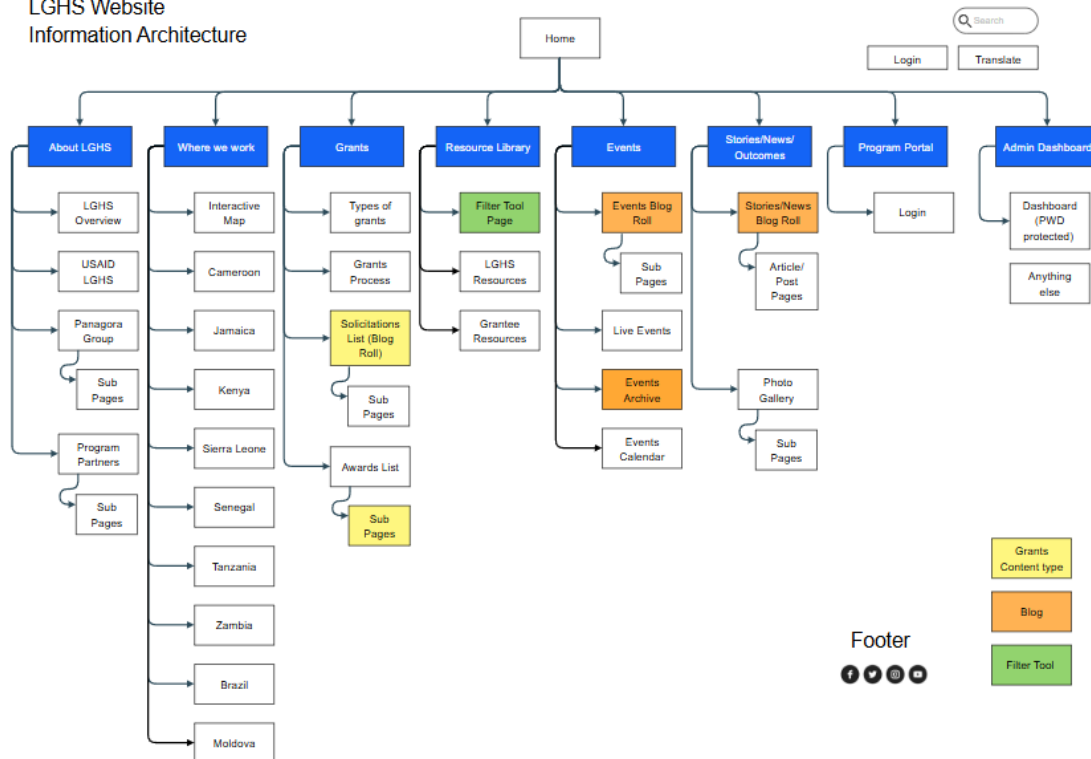 LGHS Website
Information Architecture
Home
Search
Login
Translate
About LGHS
Where we work
Grants
Resource Library
Events
Stories/News/
Outcomes
Program Portal
Admin Dashboard
LGHS
Overview
USAID
LGHS
Panagora
Group
Sub
Pages
Program
Partners
Sub
Pages
Interactive
Map
Cameroon
Jamaica
Kenya
Sierra Leone
Senegal
Tanzania
Zambia
Brazil
Moldova
Types of
grants
Grants
Process
Solicitations
List (Blog
Roll)
Sub
Pages
Awards List
Sub
Pages
Filter Tool
Page
LGHS
Resources
Grantee
Resources
Events Blog
Roll
Sub
Pages
Live Events
Events
Archive
Events
Calendar
Stories/News
Blog Roll
Article/
Post
Pages
Photo
Gallery
Sub
Pages
Login
Dashboard
(PWD
protected)
Anything
else
Grants
Content type
Blog
Filter Tool
Footer